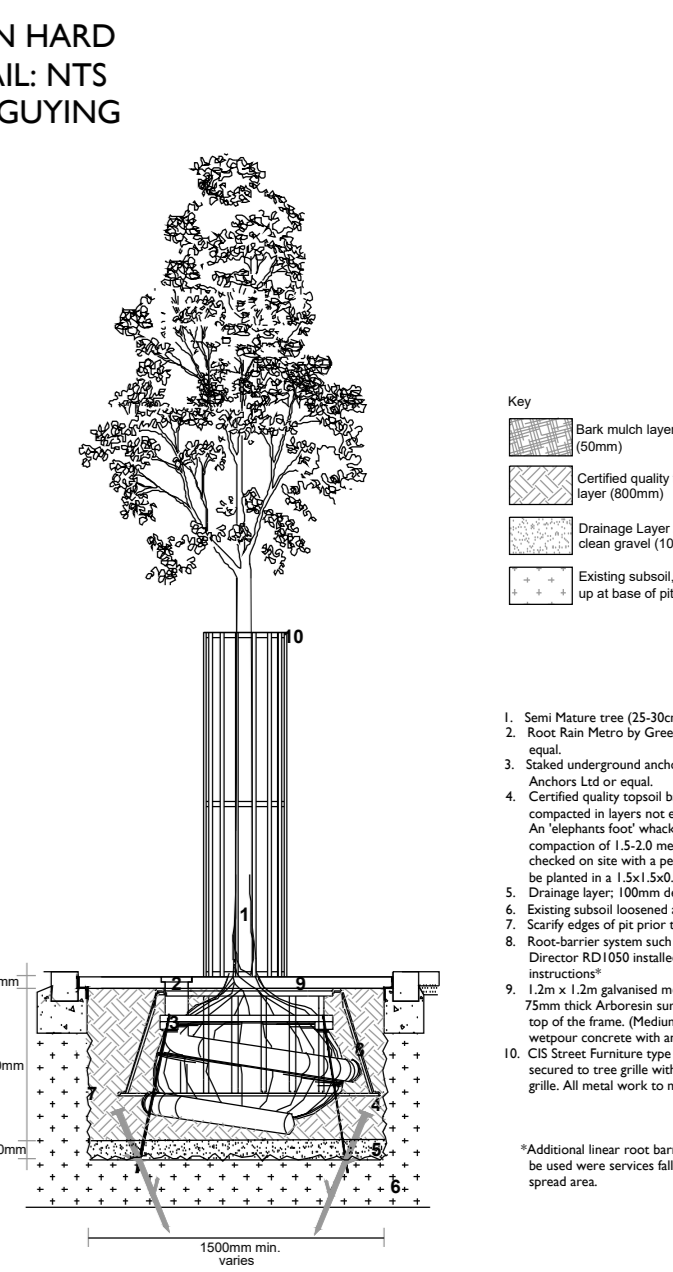 N HARD
AIL: NTS
GUYING
Key
Bark mulch layer
(50mm)
Certified quality
layer (800mm)
Drainage Layer
clean gravel (10
Existing subsoil,
up at base of pit
10
1. Semi Mature tree (25-30cm
2. Root Rain Metro by Gree
equal.
3. Staked underground ancho
Anchors Ltd or equal.
4. Certified quality topsoil b
compacted in layers not e
An 'elephants foot' whack
compaction of 1.5-2.0 me
checked on site with a pe
be planted in a 1.5x1.5x0.
5. Drainage layer; 100mm de
6. Existing subsoil loosened a
7. Scarify edges of pit prior t
8. Root-barrier system such
Director RD1050 installed
instructions*
9. 1.2m x 1.2m galvanised me
75mm thick Arboresin sur
top of the frame. (Medium
wetpour concrete with an
10. CIS Street Furniture type
secured to tree grille with
grille. All metal work to m
*Additional linear root barr
be used were services fall
spread area.
1
mm
2
9
3
8
0mm
7
4
0mm
5
6
1500mm min.
varies